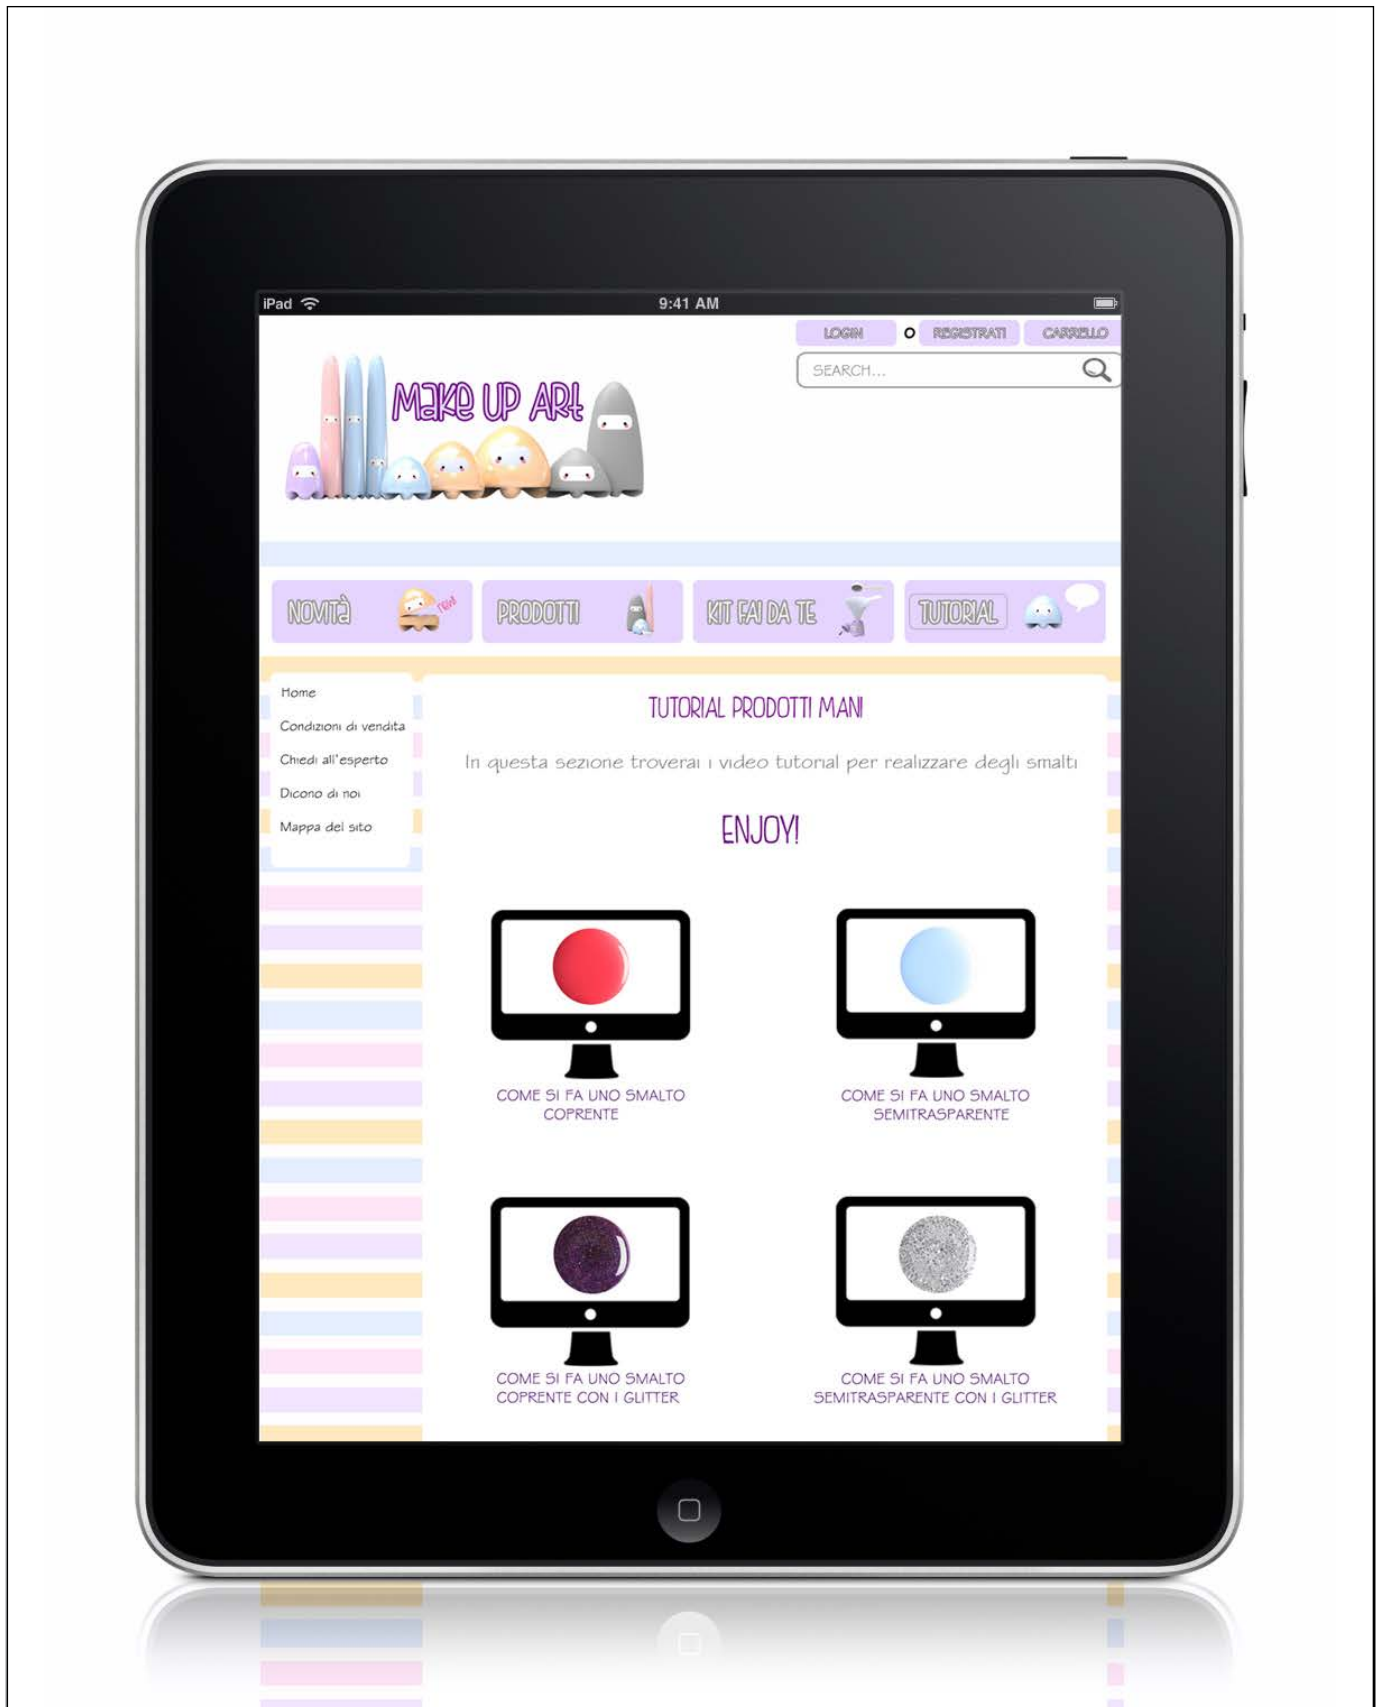 iPad
9:41 AM
LOGIN O REGISTRATI CARRELLO
SEARCH...
MAKE UP ART
NOVITÀ
PRODOTTI
KIT FAI DA TE
TUTORIAL
Home
Condizioni di vendita
Chiedi all'esperto
Dicono di noi
Mappa del sito
TUTORIAL PRODOTTI MANI
In questa sezione troverai i video tutorial per realizzare degli smalti
ENJOY!
COME SI FA UNO SMALTO
COPRENTE
COME SI FA UNO SMALTO
SEMITRASPARENTE
COME SI FA UNO SMALTO
COPRENTE CON I GLITTER
COME SI FA UNO SMALTO
SEMITRASPARENTE CON I GLITTER